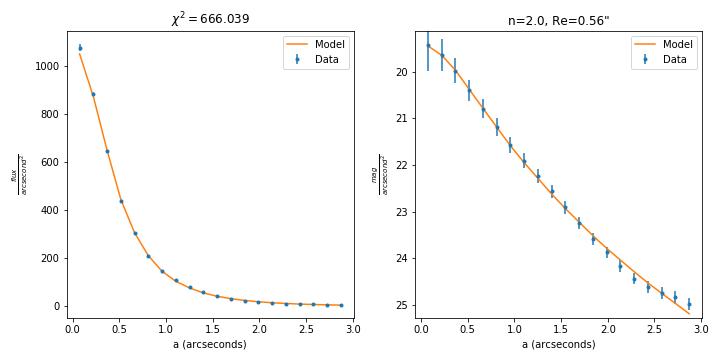 χ² = 666.039
Model
Data
flux
arcsecond²
1000
800
600
400
200
0
0.0 0.5 1.0 1.5 2.0 2.5 3.0
a (arcseconds)
n=2.0, Re=0.56"
Model
Data
mag
arcsecond²
20
21
22
23
24
25
0.0 0.5 1.0 1.5 2.0 2.5 3.0
a (arcseconds)